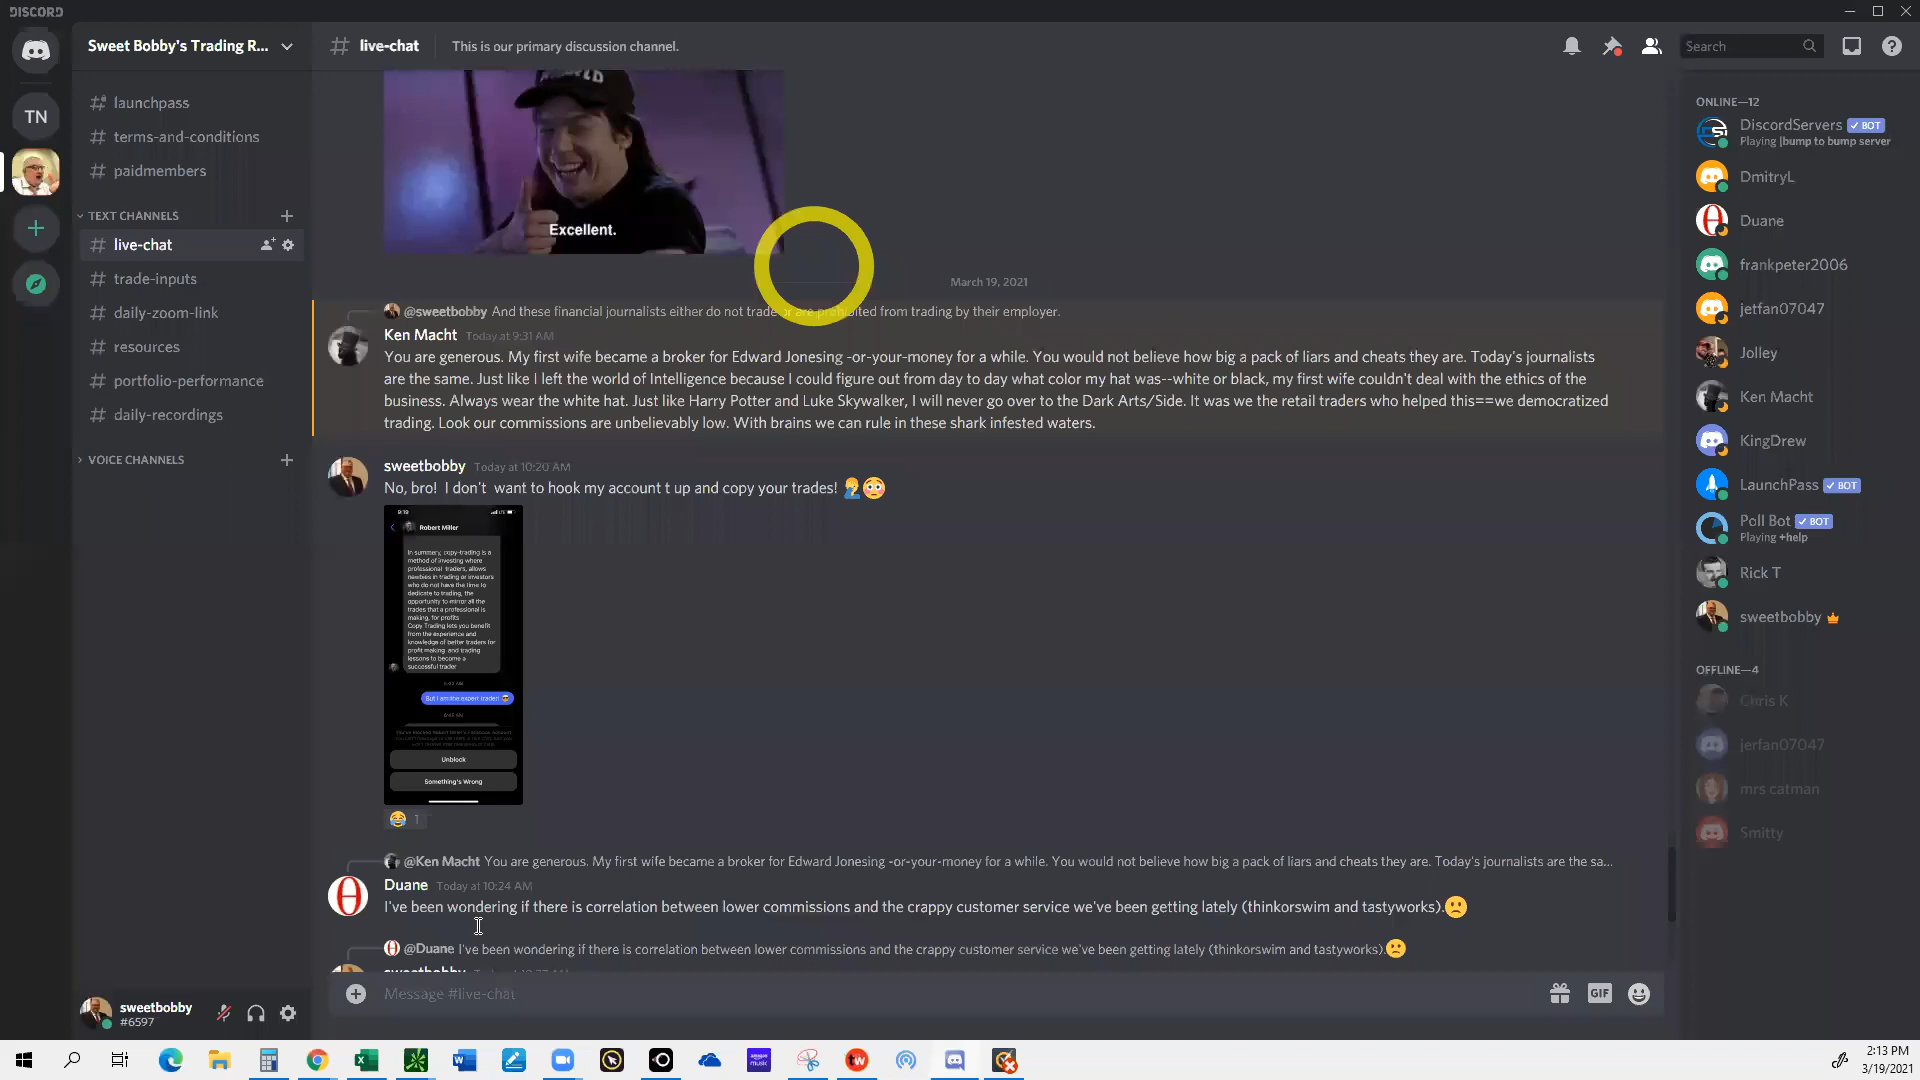 DISCORD
Sweet Bobby's Trading R...
live-chat
This is our primary discussion channel.
Search
TN
launchpass
terms-and-conditions
paidmembers
TEXT CHANNELS
live-chat
trade-inputs
daily-zoom-link
resources
portfolio-performance
daily-recordings
VOICE CHANNELS
Excellent.
March 19, 2021
@sweetbobby And these financial journalists either do not trade or are prohibited from trading by their employer.
Ken Macht Today at 9:31 AM
You are generous. My first wife became a broker for Edward Jonesing -or-your-money for a while. You would not believe how big a pack of liars and cheats they are. Today's journalists
are the same. Just like I left the world of Intelligence because I could figure out from day to day what color my hat was--white or black, my first wife couldn't deal with the ethics of the
business. Always wear the white hat. Just like Harry Potter and Luke Skywalker, I will never go over to the Dark Arts/Side. It was we the retail traders who helped this==we democratized
trading. Look our commissions are unbelievably low. With brains we can rule in these shark infested waters.
sweetbobby Today at 10:20 AM
No, bro! I don't want to hook my account t up and copy your trades! 🤦‍♂️😳
Robert Miller
In summery, copy-trading is a
method of investing where
professional traders, allows
newbies in trading or investors
who do not have the time to
dedicate to trading, the
opportunity to mirror all the
trades that a professional is
making, for profits
Copy Trading lets you benefit
from the experience and
knowledge of better traders for
profit making and trading
lessons to become a
successful trader
But I am the expert trader!
Unblock
Something's Wrong
😂 1
@Ken Macht You are generous. My first wife became a broker for Edward Jonesing -or-your-money for a while. You would not believe how big a pack of liars and cheats they are. Today's journalists are the sa...
Duane Today at 10:24 AM
I've been wondering if there is correlation between lower commissions and the crappy customer service we've been getting lately (thinkorswim and tastyworks).🙁
@Duane I've been wondering if there is correlation between lower commissions and the crappy customer service we've been getting lately (thinkorswim and tastyworks).🙁
sweetbobby
Message #live-chat
GIF
sweetbobby
#6597
ONLINE—12
DiscordServers BOT
Playing |bump to bump server
DmitryL
Duane
frankpeter2006
jetfan07047
Jolley
Ken Macht
KingDrew
LaunchPass BOT
Poll Bot BOT
Playing +help
Rick T
sweetbobby
OFFLINE—4
Chris K
jerfan07047
mrs catman
Smitty
2:13 PM
3/19/2021